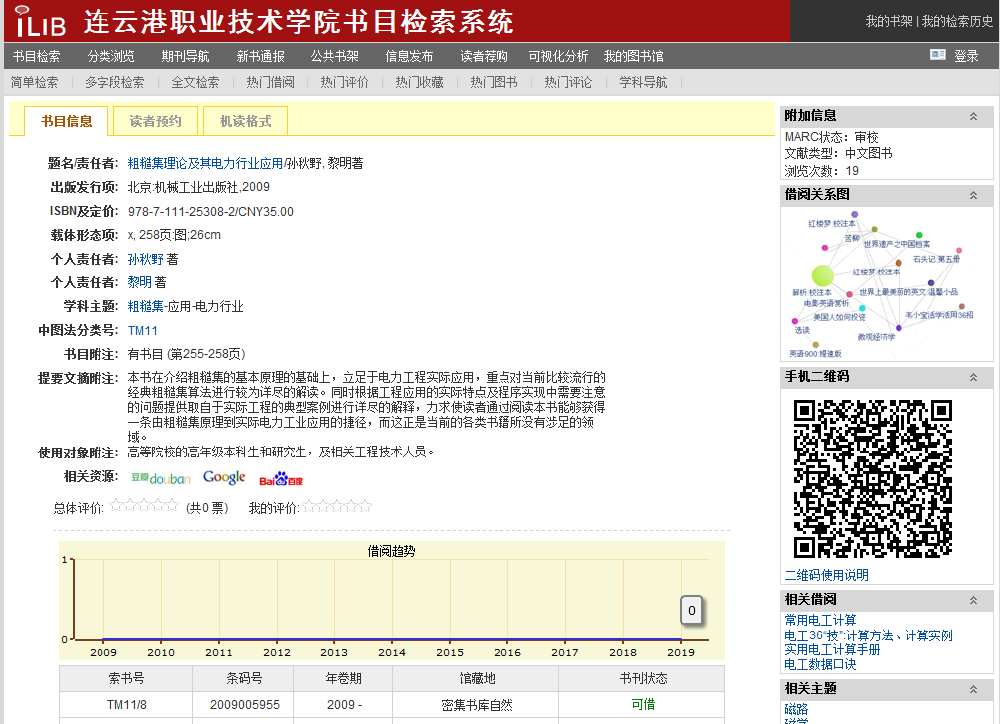 iLIB 连云港职业技术学院书目检索系统
我的书架 | 我的检索历史
书目检索 分类浏览 期刊导航 新书通报 公共书架 信息发布 读者荐购 可视化分析 我的图书馆 登录
简单检索 多字段检索 全文检索 热门借阅 热门评价 热门收藏 热门图书 热门评论 学科导航
书目信息 读者预约 机读格式
题名/责任者: 粗糙集理论及其电力行业应用/孙秋野, 黎明著
出版发行项: 北京:机械工业出版社,2009
ISBN及定价: 978-7-111-25308-2/CNY35.00
载体形态项: x, 258页:图;26cm
个人责任者: 孙秋野 著
个人责任者: 黎明 著
学科主题: 粗糙集-应用-电力行业
中图法分类号: TM11
书目附注: 有书目 (第255-258页)
提要文摘附注: 本书在介绍粗糙集的基本原理的基础上，立足于电力工程实际应用，重点对当前比较流行的
经典粗糙集算法进行较为详尽的解读。同时根据工程应用的实际特点及程序实现中需要注意
的问题提供取自于实际工程的典型案例进行详尽的解释，力求使读者通过阅读本书能够获得
一条由粗糙集原理到实际电力工业应用的捷径，而这正是当前的各类书籍所没有涉足的领
域。
使用对象附注: 高等院校的高年级本科生和研究生，及相关工程技术人员。
相关资源: 豆瓣douban Google Bai百度
总体评价: (共0 票) 我的评价:
借阅趋势
1
0
0
2009 2010 2011 2012 2013 2014 2015 2016 2017 2018 2019
索书号 条码号 年卷期 馆藏地 书刊状态
TM11/8 2009005955 2009 - 密集书库自然 可借
附加信息
MARC状态：审校
文献类型：中文图书
浏览次数：19
借阅关系图
红楼梦:校注本
苦柳
世界遗产之中国档案
石头记.第五册
红楼梦:校注本
解析:校注本
世界上最美丽的英文.温馨小品
电影英语赏析
美国人如何投资
韦小宝活学活用36招
选读
微观经济学
英语900:提速版
手机二维码
二维码使用说明
相关借阅
常用电工计算
电工36“技”:计算方法、计算实例
实用电工计算手册
电工数据口诀
相关主题
磁路
磁学